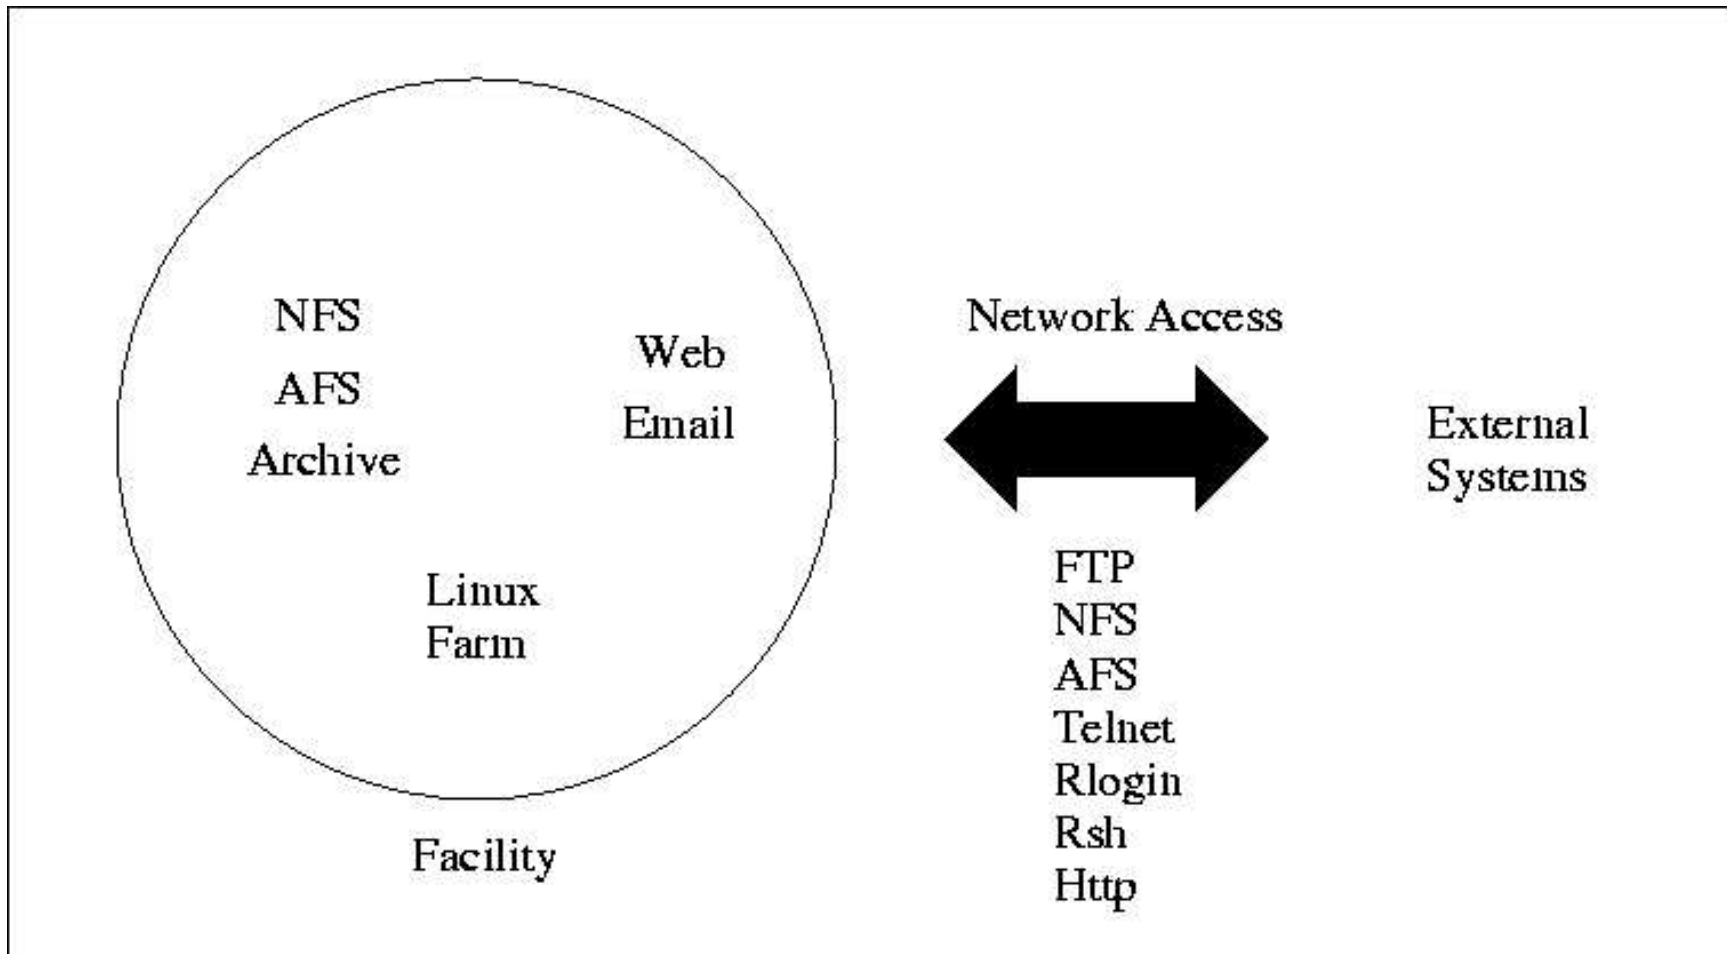 NFS
AFS
Archive
Web
Email
Linux
Farm
Facility
Network Access
FTP
NFS
AFS
Telnet
Rlogin
Rsh
Http
External
Systems